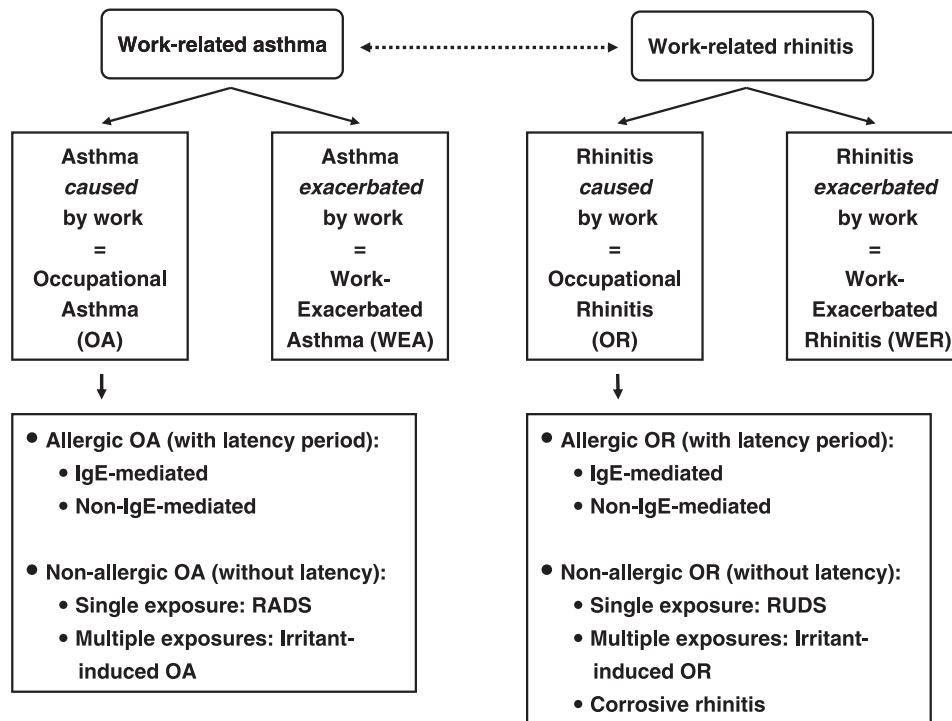 Work-related asthma
Work-related rhinitis
Asthma
caused
by work
=
Occupational
Asthma
(OA)
Asthma
exacerbated
by work
=
Work-
Exacerbated
Asthma (WEA)
Rhinitis
caused
by work
=
Occupational
Rhinitis
(OR)
Rhinitis
exacerbated
by work
=
Work-
Exacerbated
Rhinitis (WER)
• Allergic OA (with latency period):
• IgE-mediated
• Non-IgE-mediated
• Non-allergic OA (without latency):
• Single exposure: RADS
• Multiple exposures: Irritant-
induced OA
• Allergic OR (with latency period):
• IgE-mediated
• Non-IgE-mediated
• Non-allergic OR (without latency):
• Single exposure: RUDS
• Multiple exposures: Irritant-
induced OR
• Corrosive rhinitis